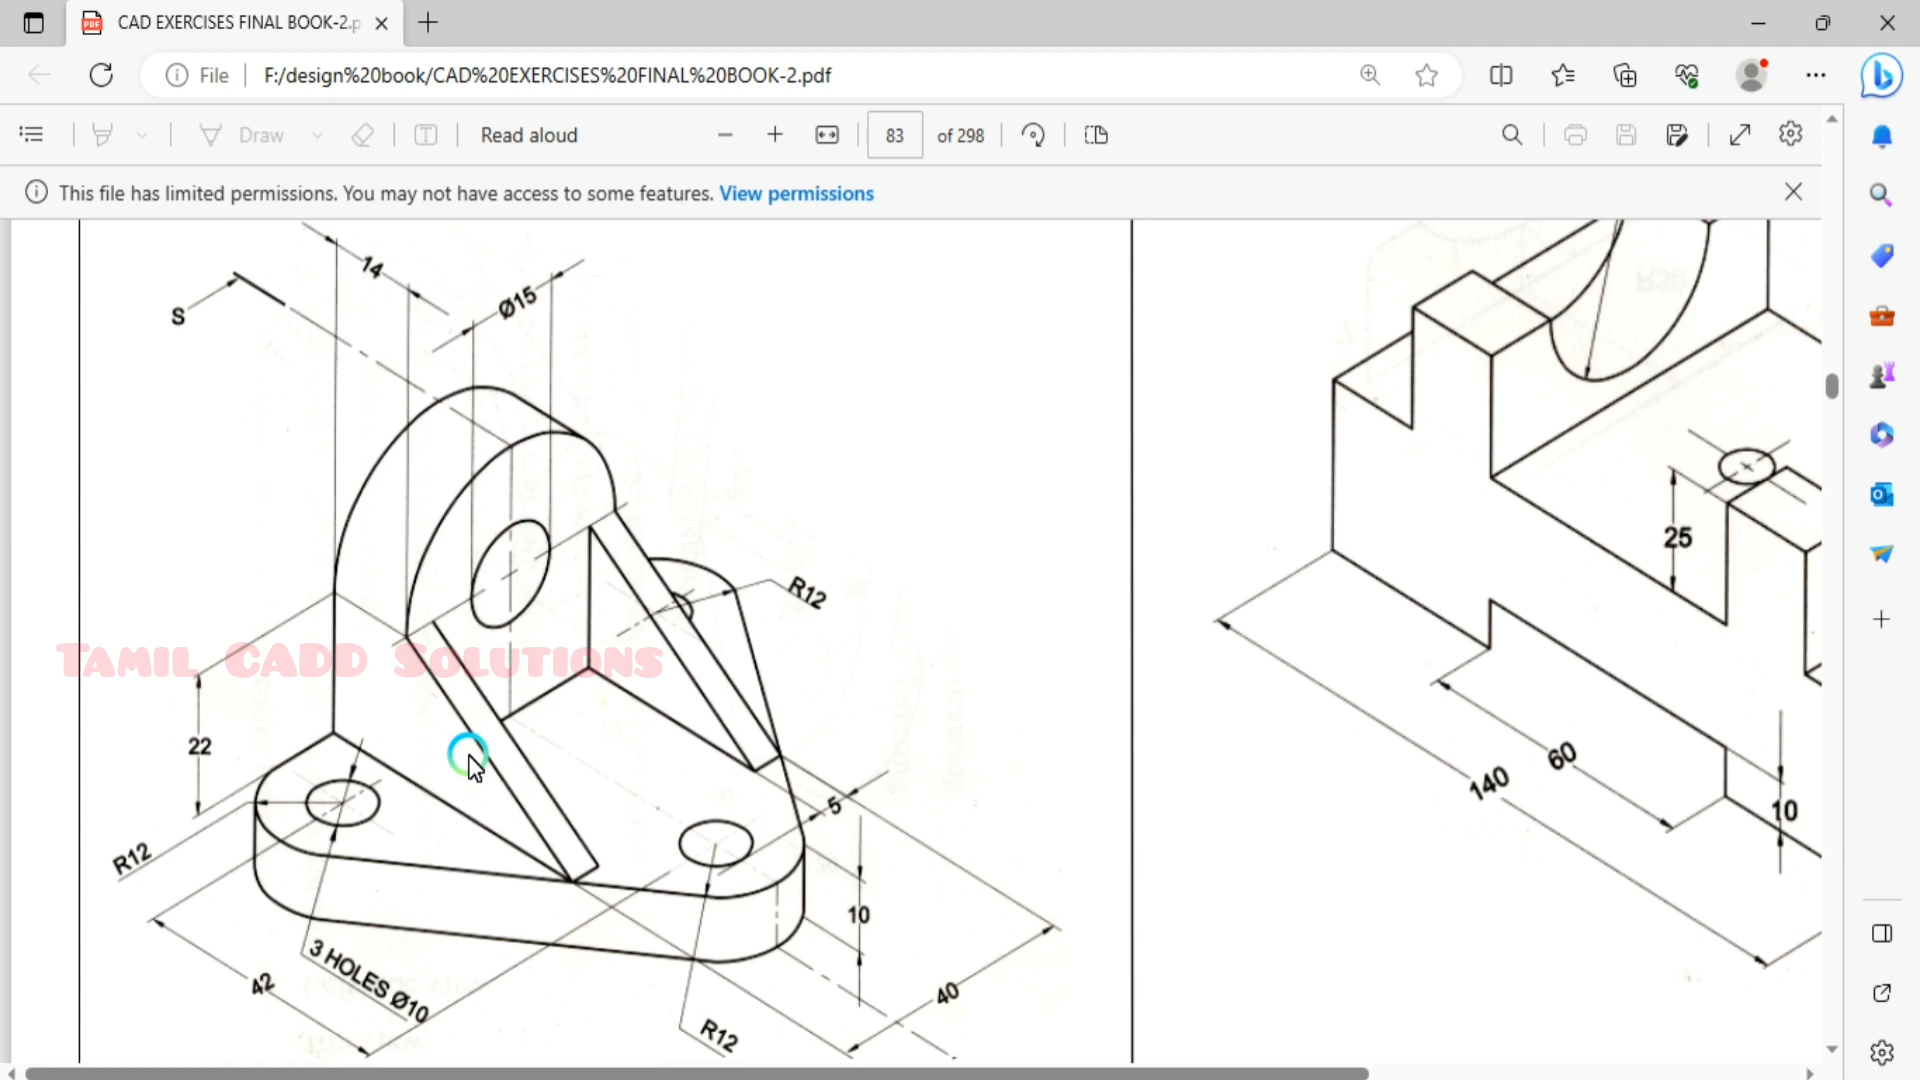 CAD EXERCISES FINAL BOOK-2.p
File
F:/design%20book/CAD%20EXERCISES%20FINAL%20BOOK-2.pdf
Draw
Read aloud
83
of 298
This file has limited permissions. You may not have access to some features. View permissions
14
S
Ø15
R12
25
TAMIL CADD SOLUTIONS
22
60
140
10
5
R12
10
3 HOLES Ø10
42
40
R12